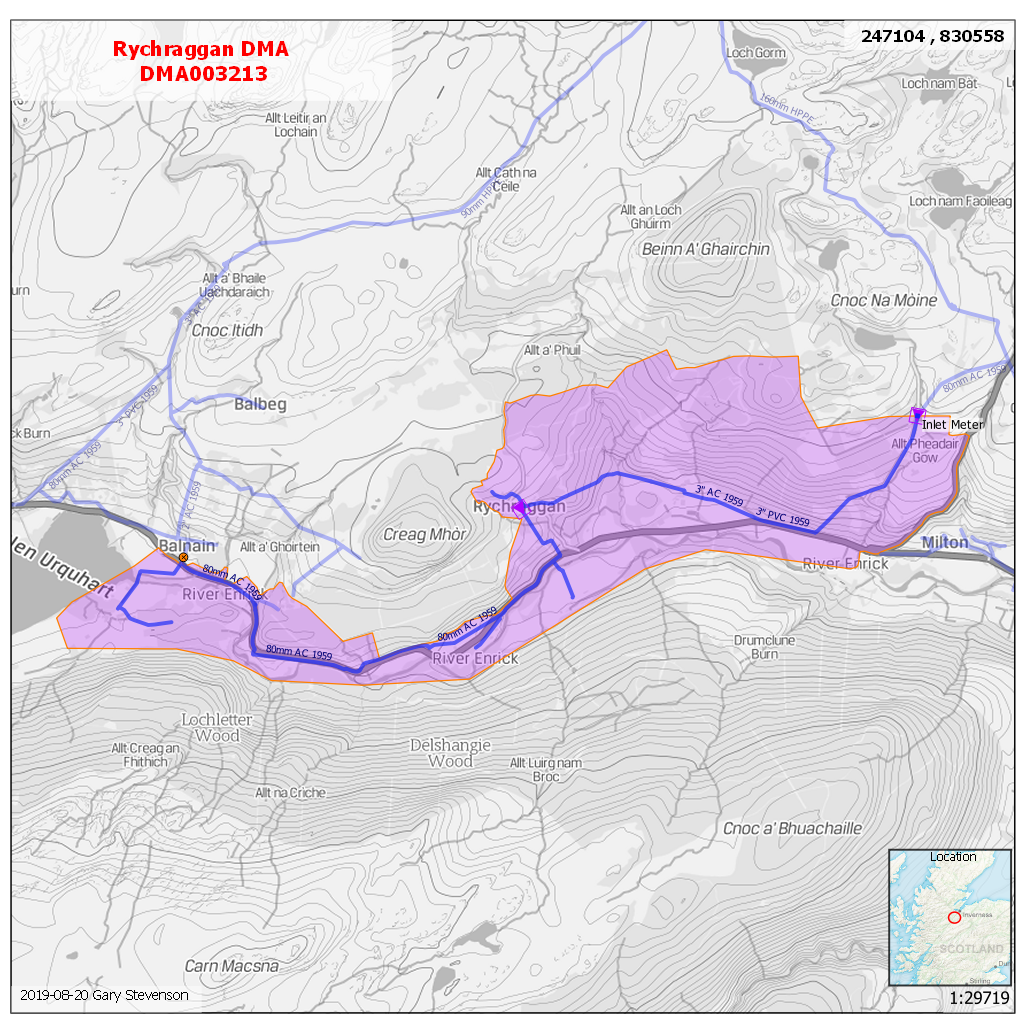 Rychraggan DMA
DMA003213
247104 , 830558
Loch Gorm
Loch nam Bàt
160mm HPPE
Allt Leitir an
Lochain
Allt Cath na
Ceile
90mm HPPE
Loch nam Faoileag
Allt an Loch
Ghuirm
Beinn A' Ghairchin
Allt a' Bhaile
Uachdaraich
3" AC 1959
Cnoc Na Mòine
Cnoc Itidh
Allt a' Phuil
80mm AC 1959
3" PVC 1959
Balbeg
Inlet Meter
ck Burn
Allt Pheadair
Gow
80mm AC 1959
2" AC 1959
3" AC 1959
Rychraggan
3" PVC 1959
Creag Mhòr
Balnain
Allt a' Ghoirtein
Milton
len Urquhart
River Enrick
80mm AC 1959
River Enrick
80mm AC 1959
80mm AC 1959
River Enrick
Drumclune
Burn
Lochletter
Wood
Delshangie
Wood
Allt Creag an
Fhithich
Allt Luirg nam
Broc
Allt na Criche
Cnoc a' Bhuachaille
Location
Inverness
SCOTLAND
Stirling
Carn Macsna
2019-08-20 Gary Stevenson
1:29719